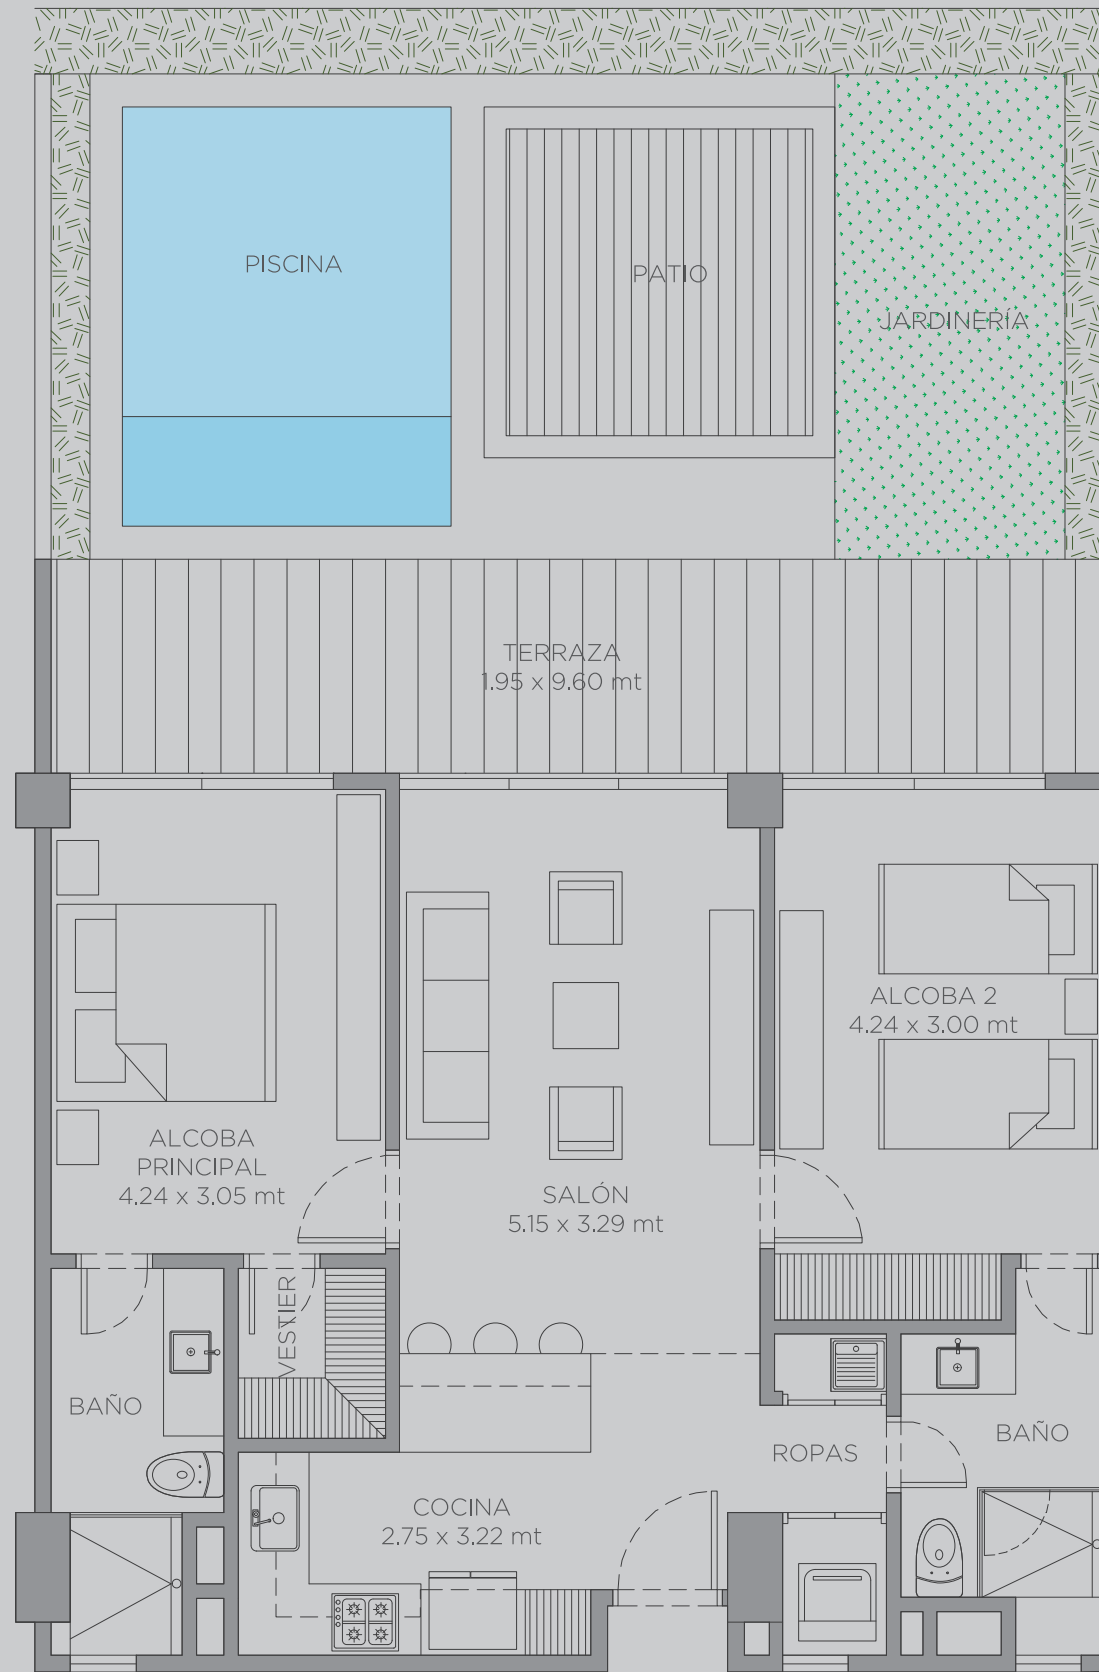 PISCINA
PATIO
JARDINERÍA
TERRAZA
1.95 x 9.60 mt
ALCOBA 2
4.24 x 3.00 mt
ALCOBA
PRINCIPAL
4.24 x 3.05 mt
SALÓN
5.15 x 3.29 mt
VESTIER
BAÑO
BAÑO
ROPAS
COCINA
2.75 x 3.22 mt